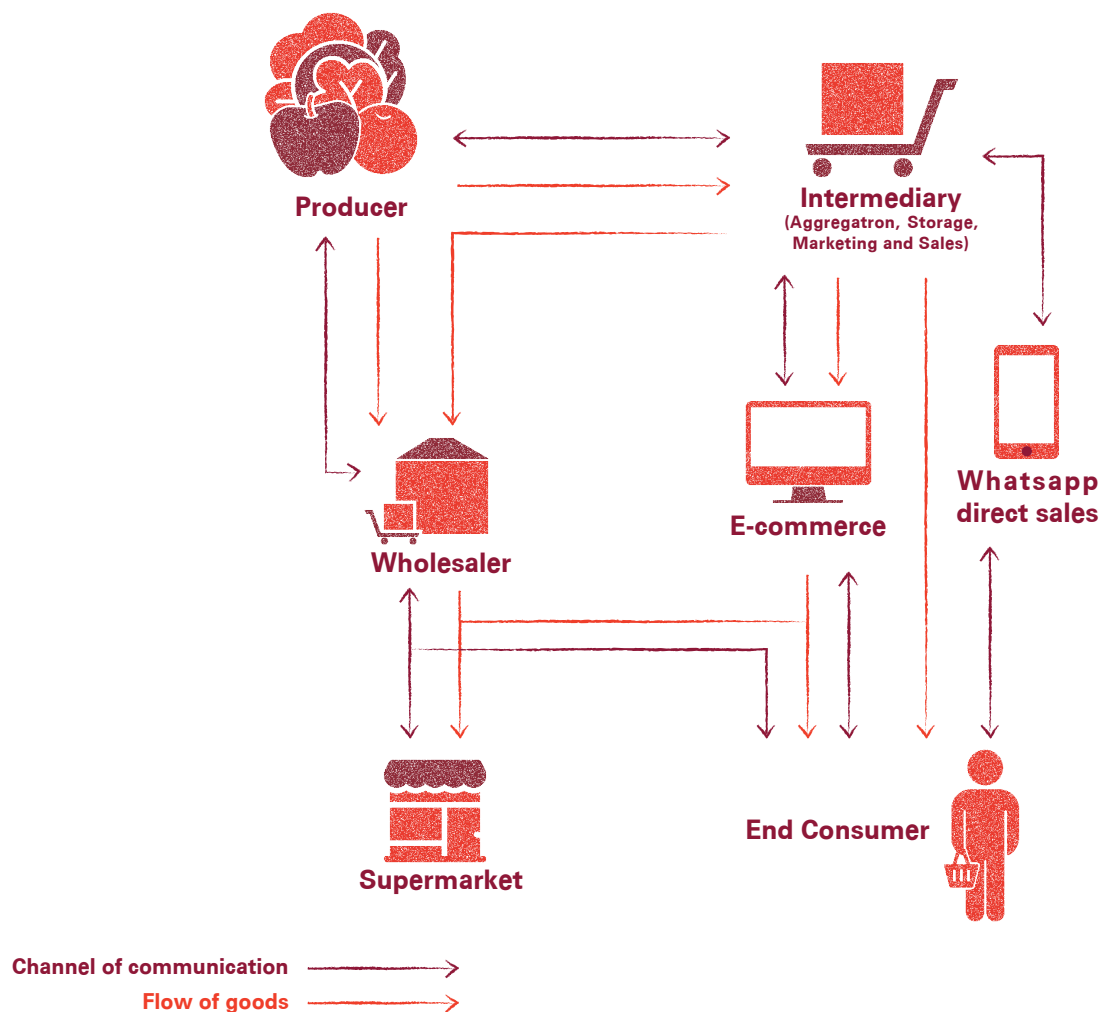 Producer
Intermediary
(Aggregatron, Storage,
Marketing and Sales)
Whatsapp
direct sales
E-commerce
Wholesaler
End Consumer
Supermarket
Channel of communication
Flow of goods